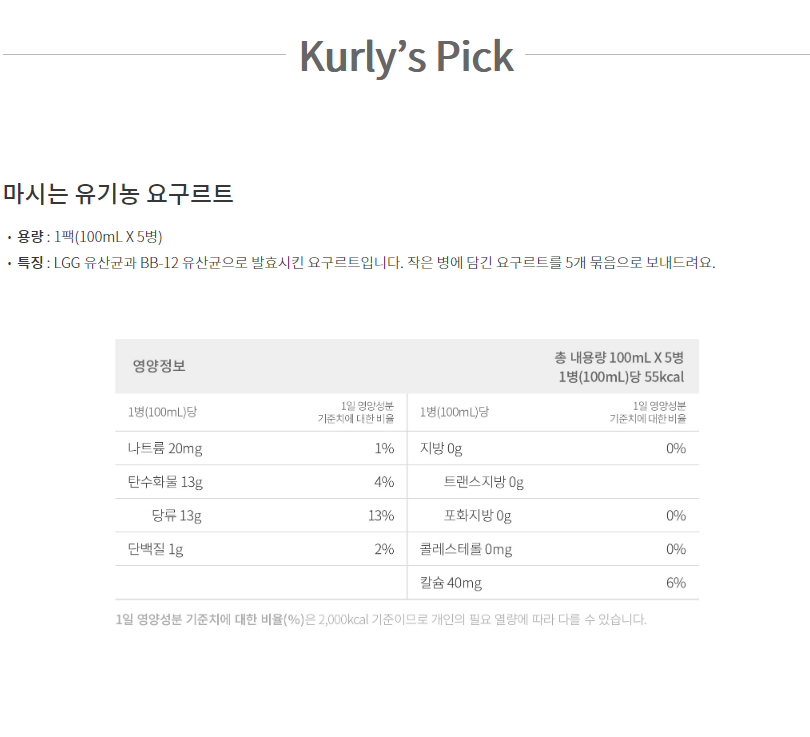 Kurly’s Pick
마시는 유기농 요구르트
• 용량 : 1팩(100mL X 5병)
• 특징 : LGG 유산균과 BB-12 유산균으로 발효시킨 요구르트입니다. 작은 병에 담긴 요구르트를 5개 묶음으로 보내드려요.
영양정보
총 내용량 100mL X 5병
1병(100mL)당 55kcal
1병(100mL)당
1일 영양성분
기준치에 대한 비율
1병(100mL)당
1일 영양성분
기준치에 대한 비율
나트륨 20mg 1% 지방 0g 0%
탄수화물 13g 4% 트랜스지방 0g
당류 13g 13% 포화지방 0g 0%
단백질 1g 2% 콜레스테롤 0mg 0%
칼슘 40mg 6%
1일 영양성분 기준치에 대한 비율(%)은 2,000kcal 기준이므로 개인의 필요 열량에 따라 다를 수 있습니다.